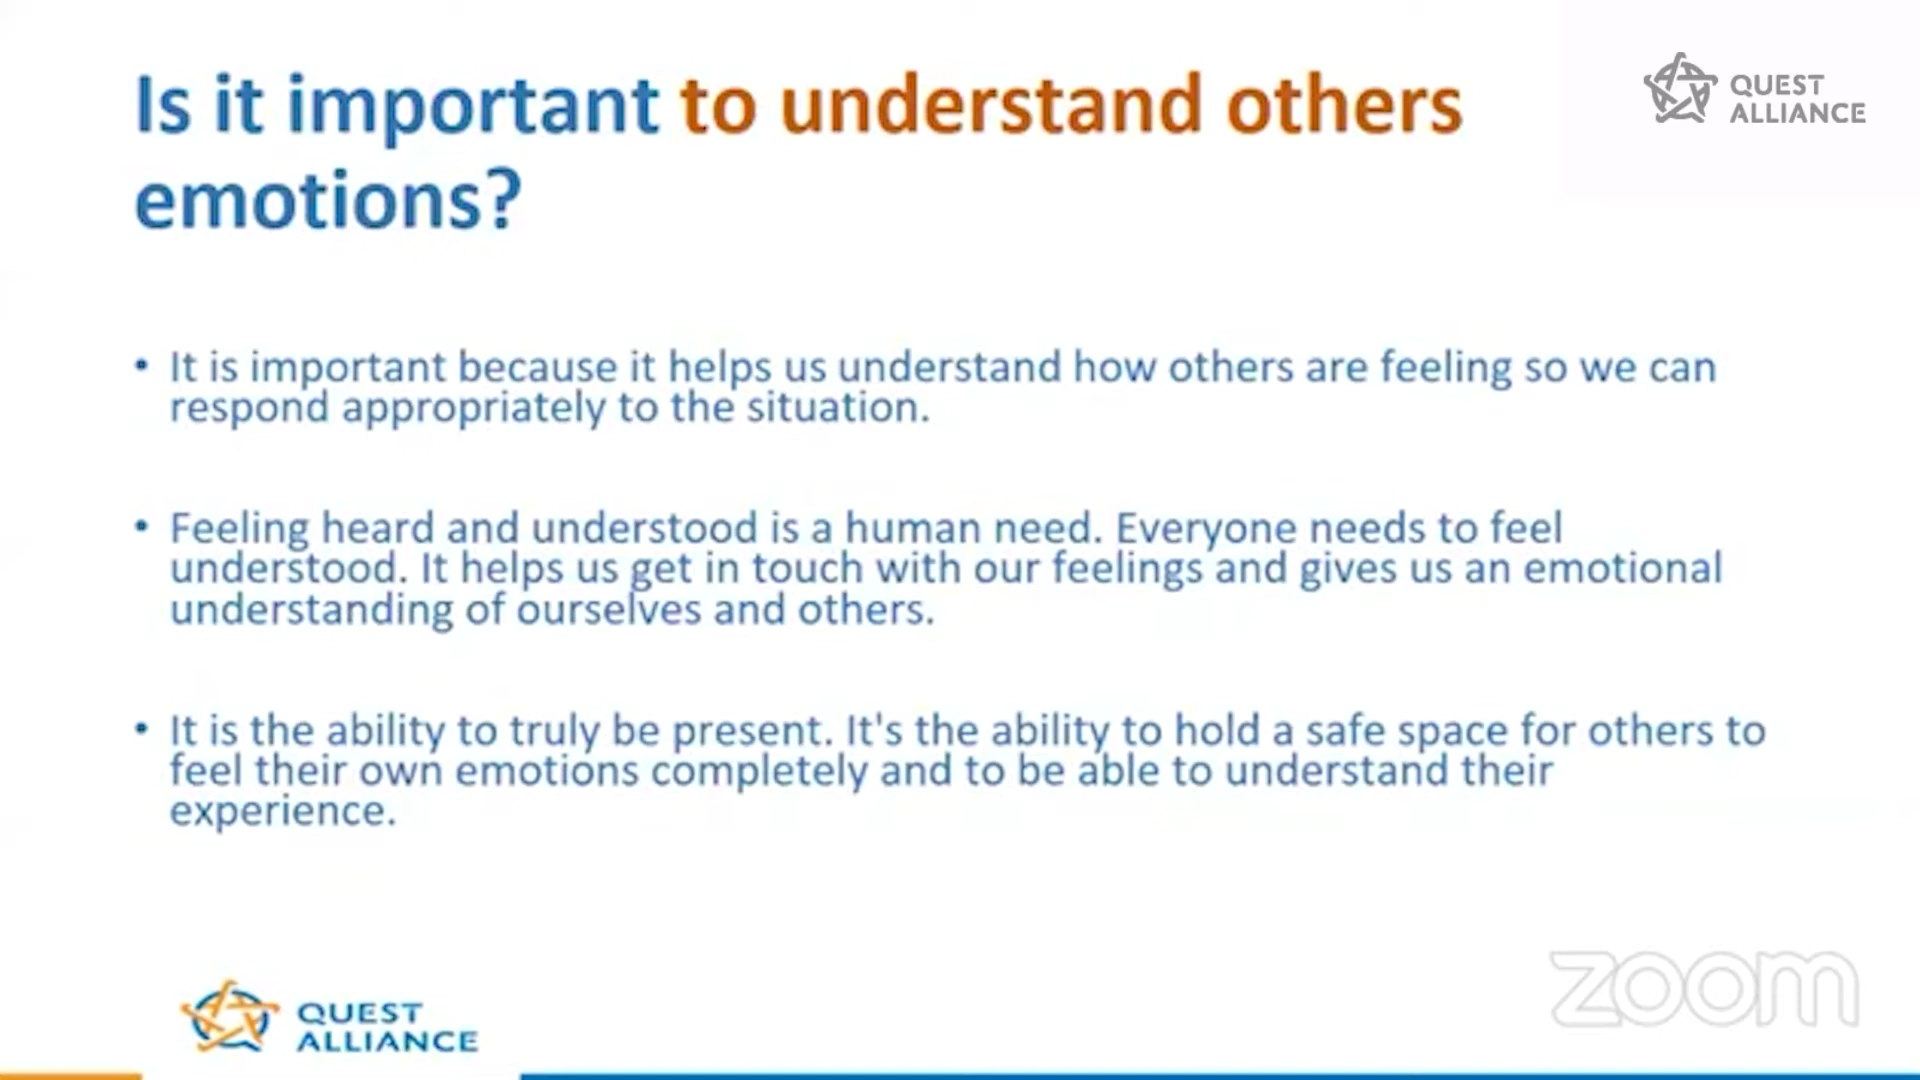 Is it important to understand others
emotions?
QUEST
ALLIANCE
• It is important because it helps us understand how others are feeling so we can
respond appropriately to the situation.
• Feeling heard and understood is a human need. Everyone needs to feel
understood. It helps us get in touch with our feelings and gives us an emotional
understanding of ourselves and others.
• It is the ability to truly be present. It's the ability to hold a safe space for others to
feel their own emotions completely and to be able to understand their
experience.
QUEST
ALLIANCE
zoom